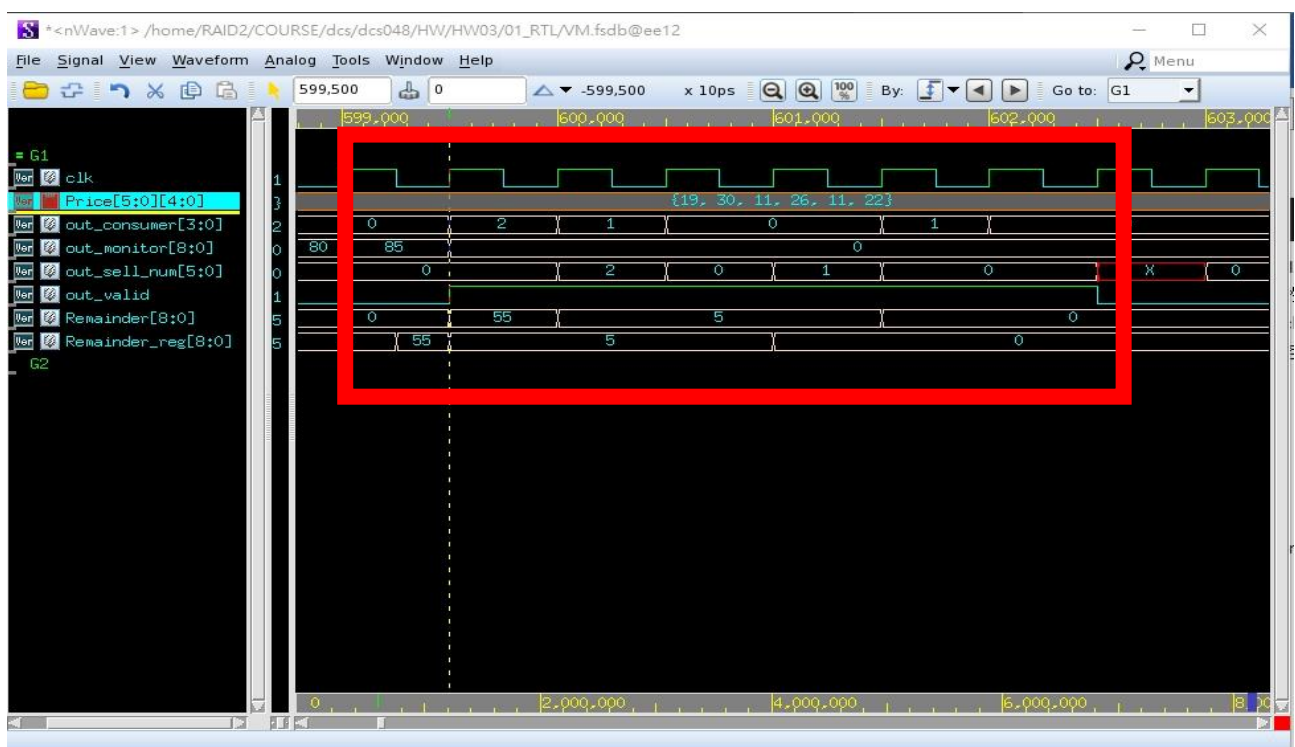 *<nWave:1> /home/RAID2/COURSE/dcs/dcs048/HW/HW03/01_RTL/VM.fsdb@ee12
File Signal View Waveform Analog Tools Window Help Menu
599,500 0 -599,500 x 10ps 100 % By: Go to: G1
599,000 600,000 601,000 602,000 603,000
= G1
clk 1
Price[5:0][4:0] } {19, 30, 11, 26, 11, 22}
out_consumer[3:0] 2 0 2 1 0 1
out_monitor[8:0] 0 80 85 0
out_sell_num[5:0] 0 0 2 0 1 0 X 0
out_valid 1
Remainder[8:0] 5 0 55 5 0
Remainder_reg[8:0] 5 55 5 0
G2
0 2,000,000 4,000,000 6,000,000